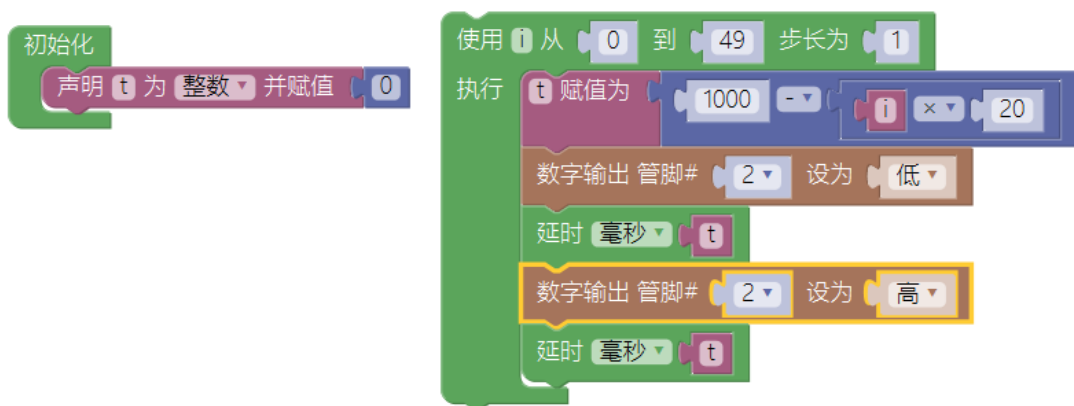 初始化
声明 t 为 整数 并赋值 0
使用 i 从 0 到 49 步长为 1
执行 t 赋值为 1000 - i × 20
数字输出 管脚# 2 设为 低
延时 毫秒 t
数字输出 管脚# 2 设为 高
延时 毫秒 t